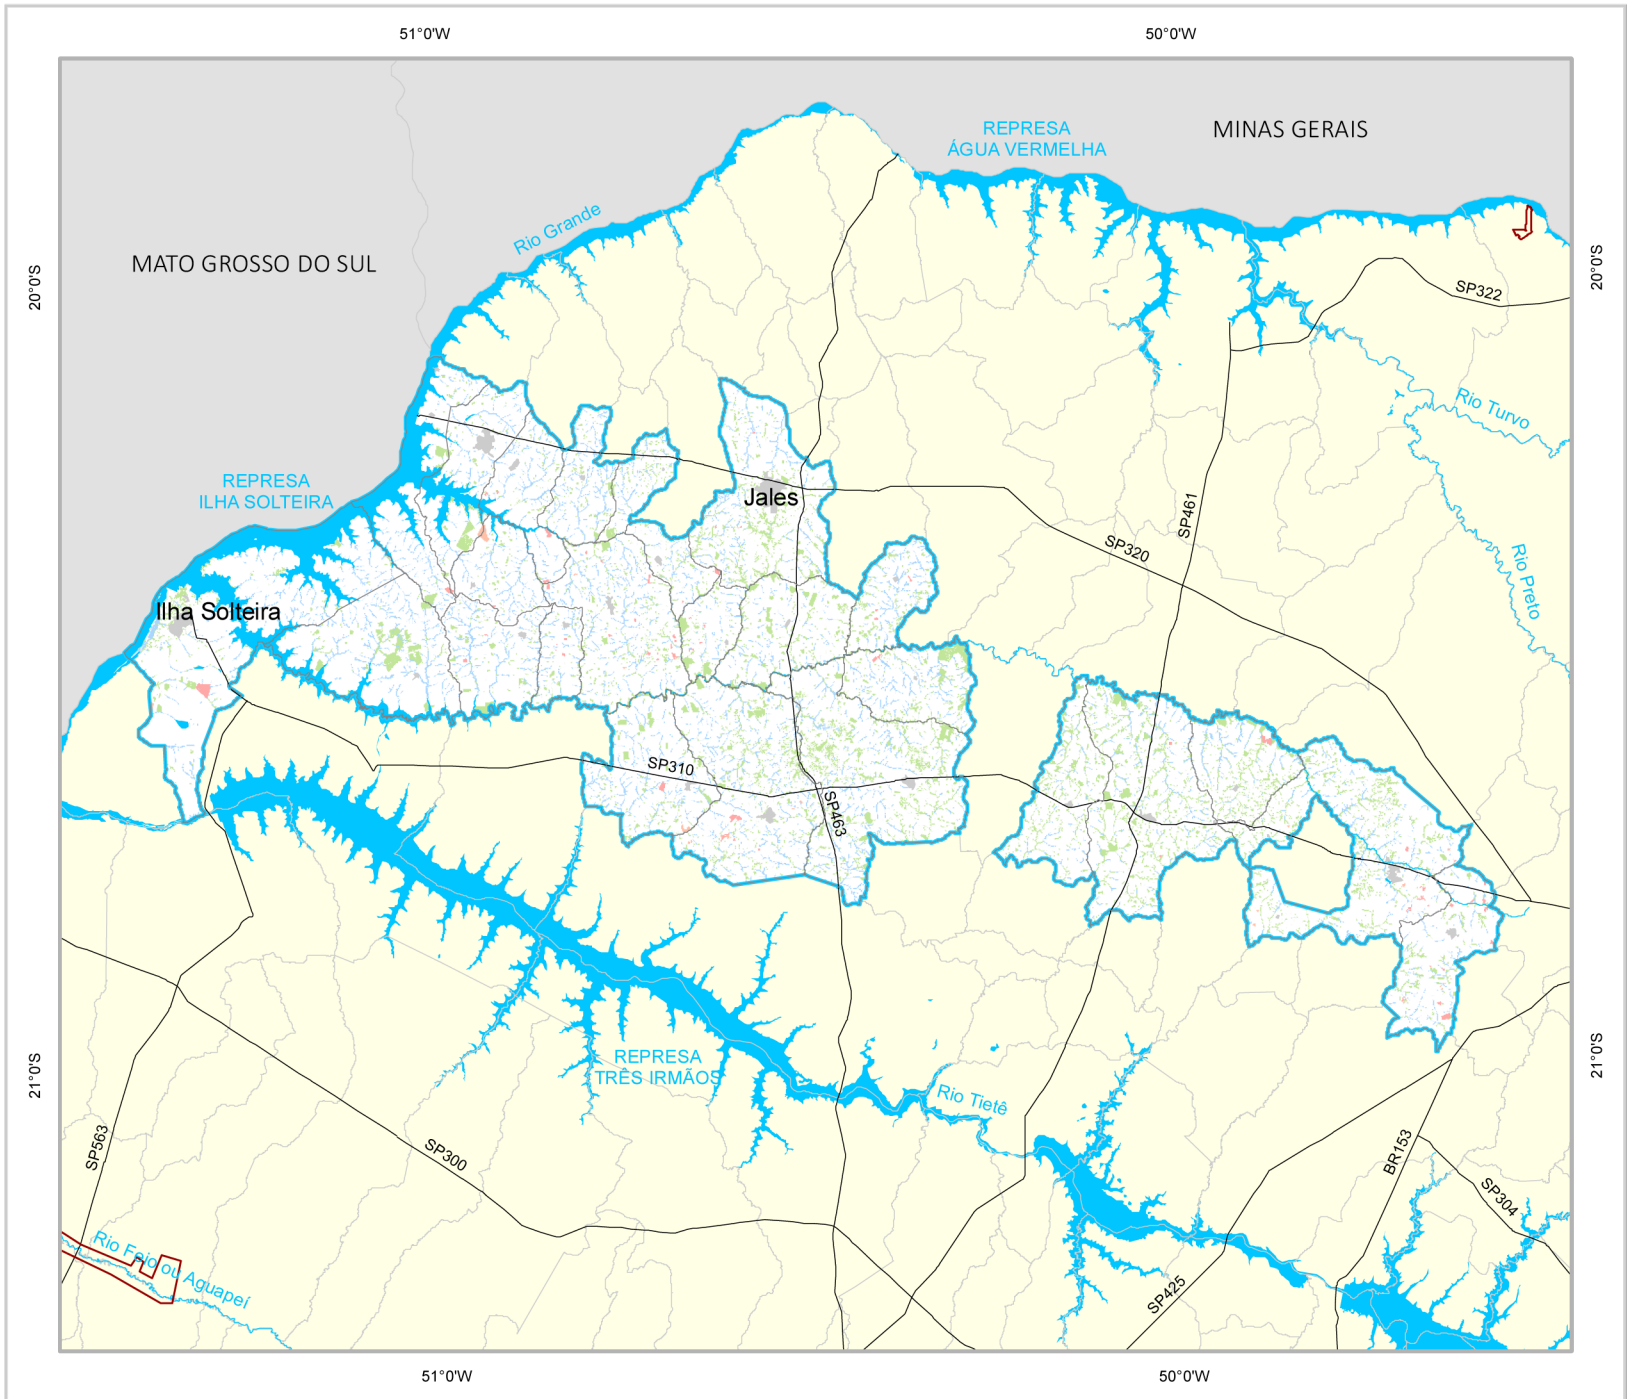 51°0'W
50°0'W
REPRESA
ÁGUA VERMELHA
MINAS GERAIS
Rio Grande
MATO GROSSO DO SUL
20°0'S
20°0'S
SP322
Rio Turvo
REPRESA
ILHA SOLTEIRA
Jales
SP461
SP320
Rio Preto
Ilha Solteira
SP310
SP463
REPRESA
TRÊS IRMÃOS
21°0'S
21°0'S
Rio Tietê
SP563
SP300
BR153
SP304
Rio Feio ou Aguapeí
SP425
51°0'W
50°0'W